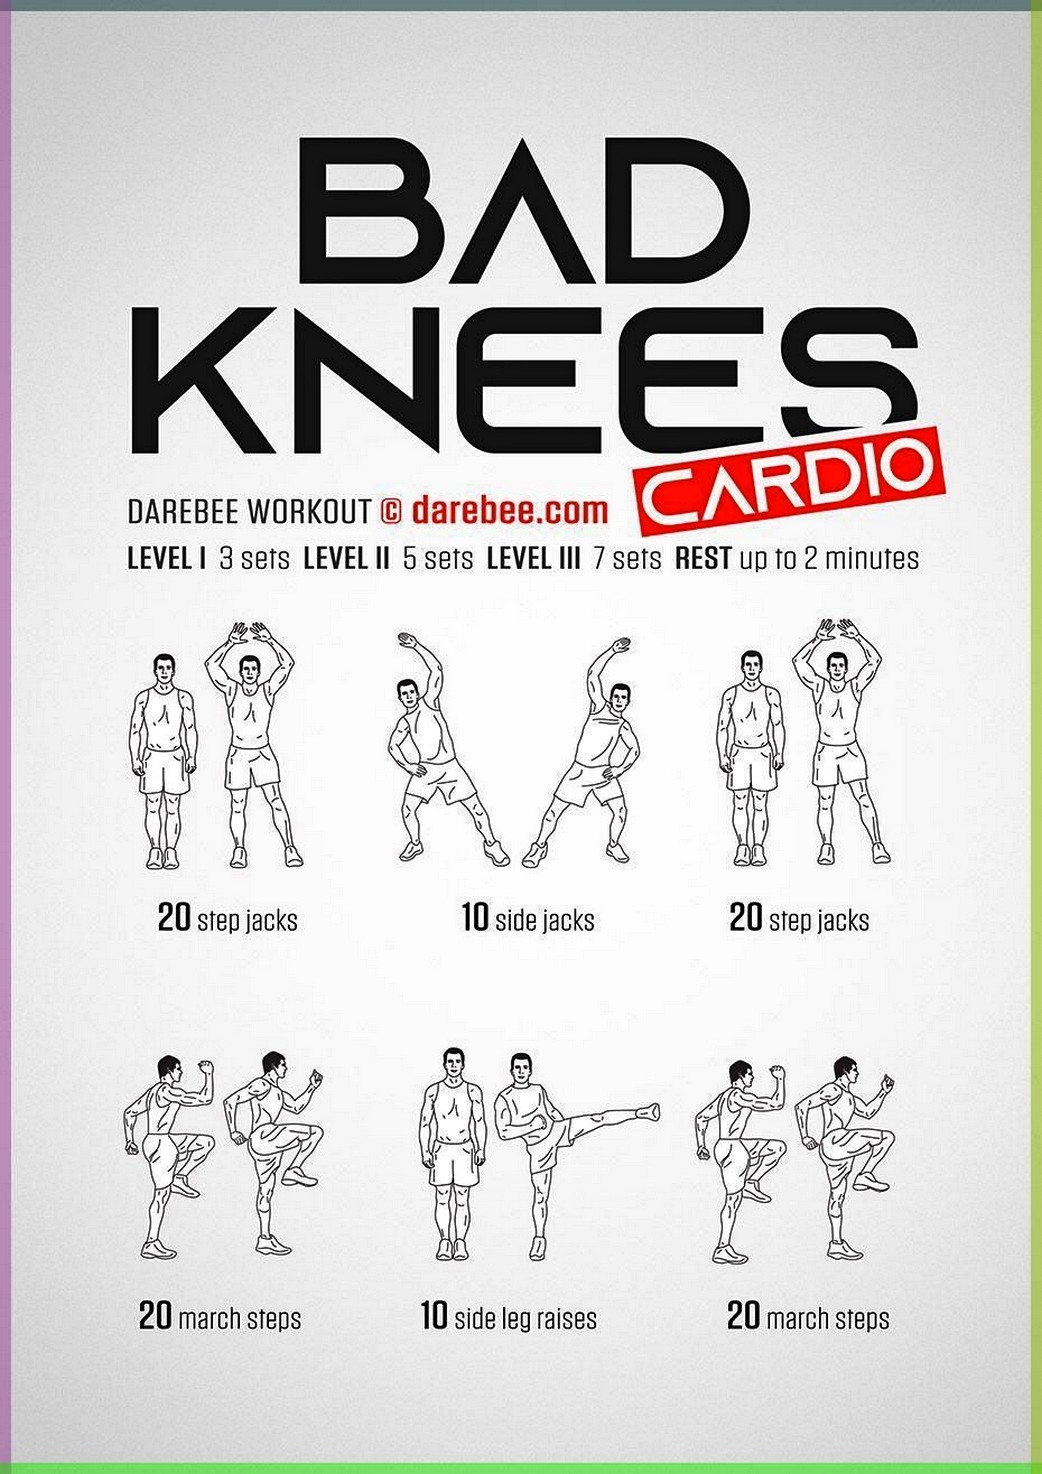 BAD
KNEES
CARDIO
DAREBEE WORKOUT © darebee.com
LEVEL I 3 sets LEVEL II 5 sets LEVEL III 7 sets REST up to 2 minutes
20 step jacks
10 side jacks
20 step jacks
20 march steps
10 side leg raises
20 march steps